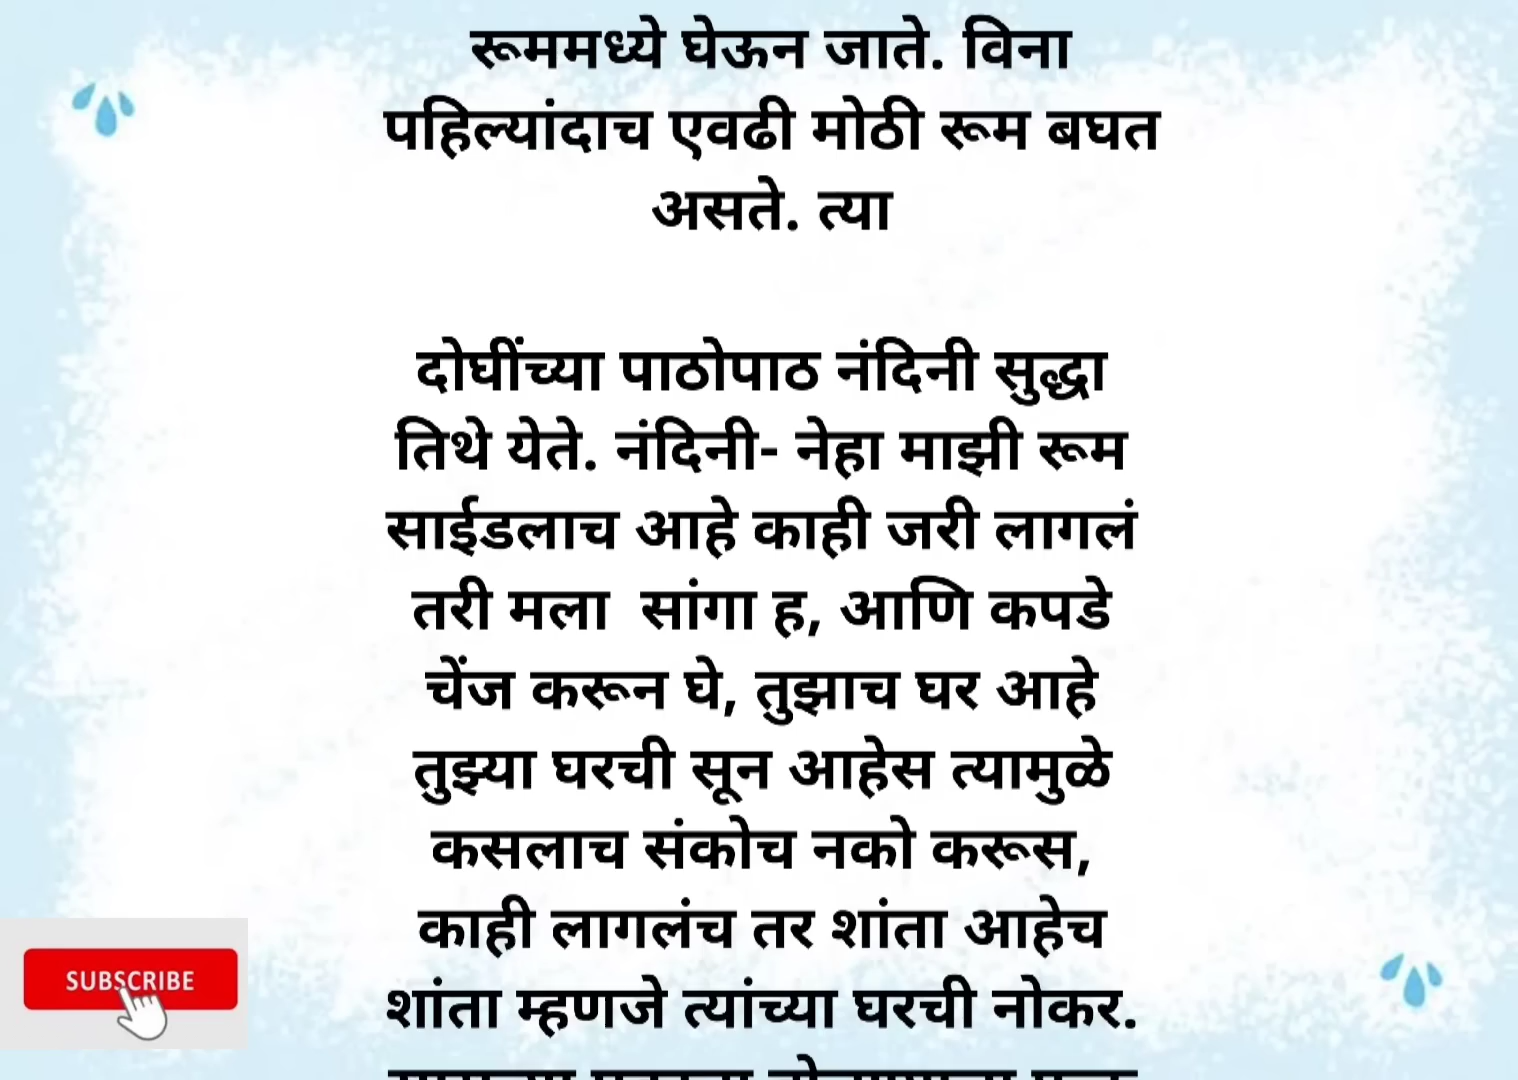 रूममध्ये घेऊन जाते. विना
पहिल्यांदाच एवढी मोठी रूम बघत
असते. त्या
दोघींच्या पाठोपाठ नंदिनी सुद्धा
तिथे येते. नंदिनी- नेहा माझी रूम
साईडलाच आहे काही जरी लागलं
तरी मला  सांगा ह, आणि कपडे
चेंज करून घे, तुझाच घर आहे
तुझ्या घरची सून आहेस त्यामुळे
कसलाच संकोच नको करूस,
काही लागलंच तर शांता आहेच
शांता म्हणजे त्यांच्या घरची नोकर.
SUBSCRIBE